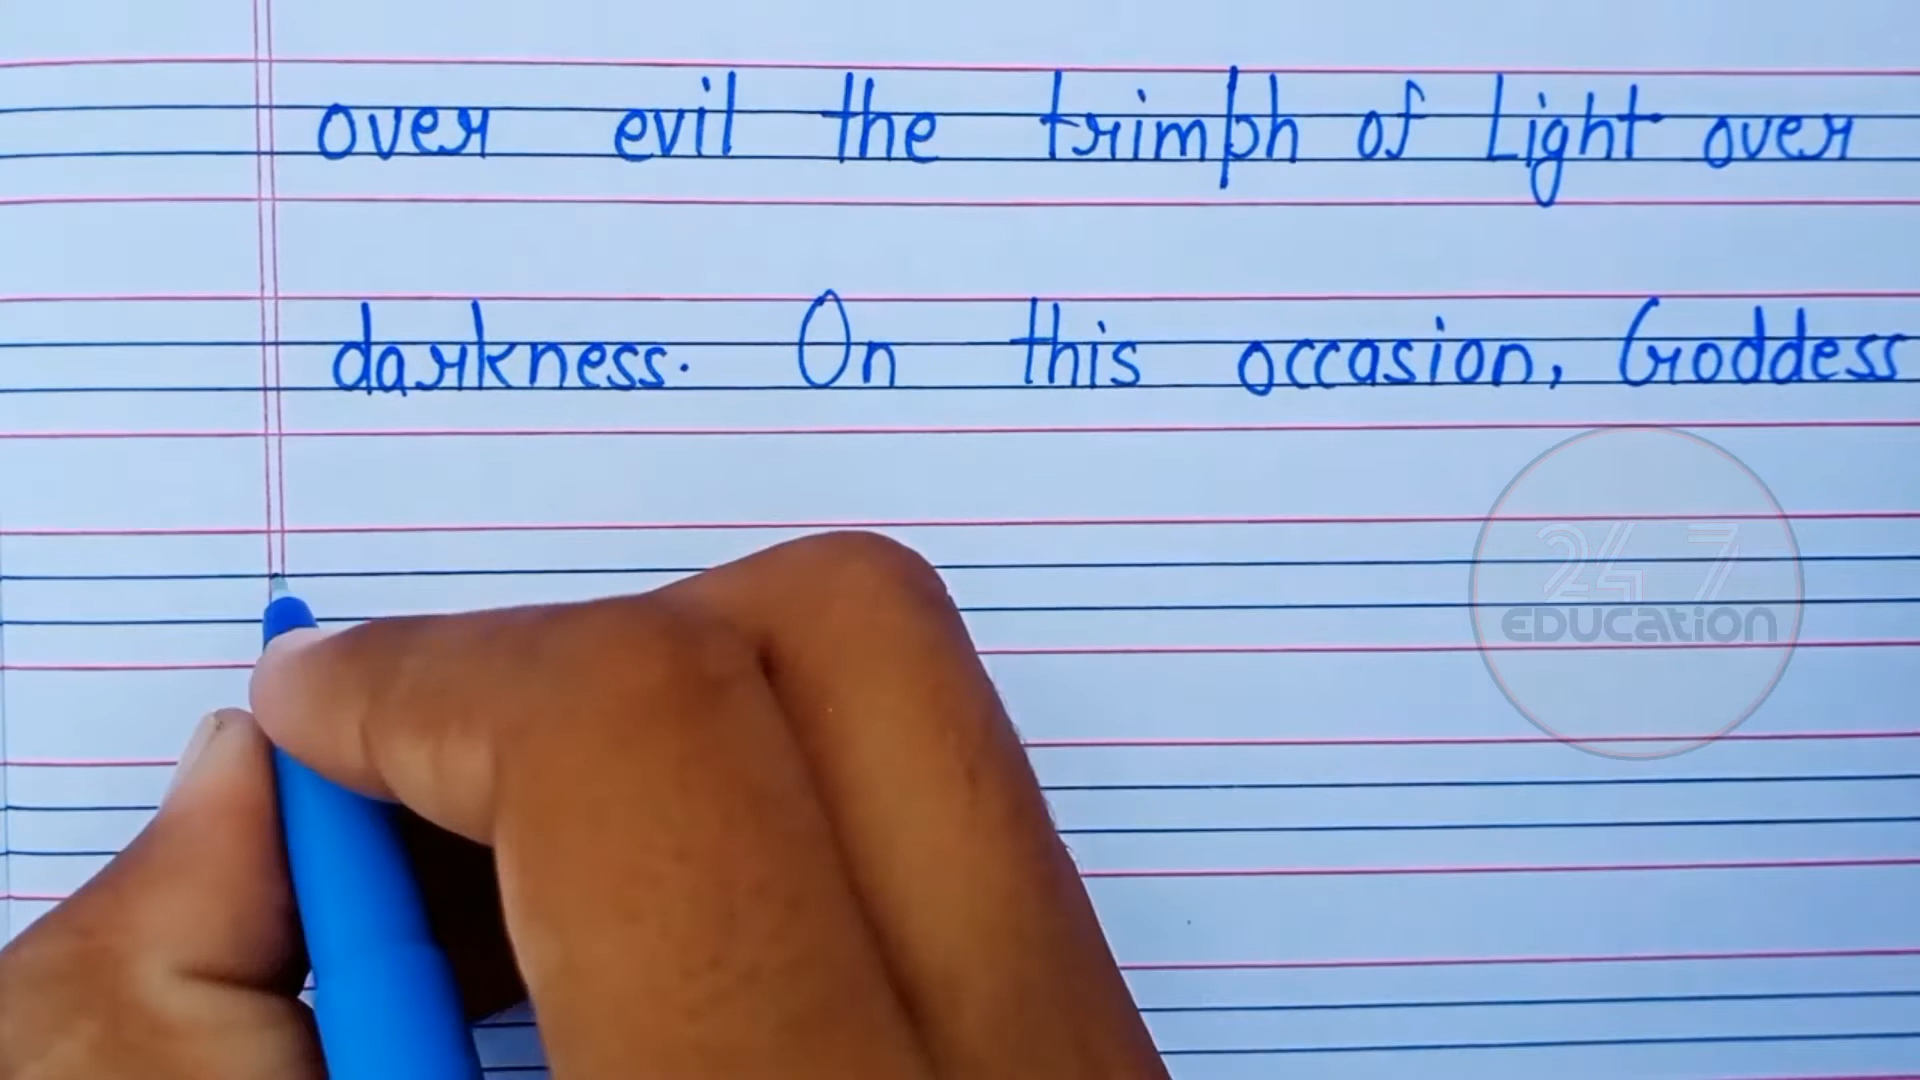 over evil the trimph of Light over
darkness. On this occasion, Goddess
24 7
EDUCATION